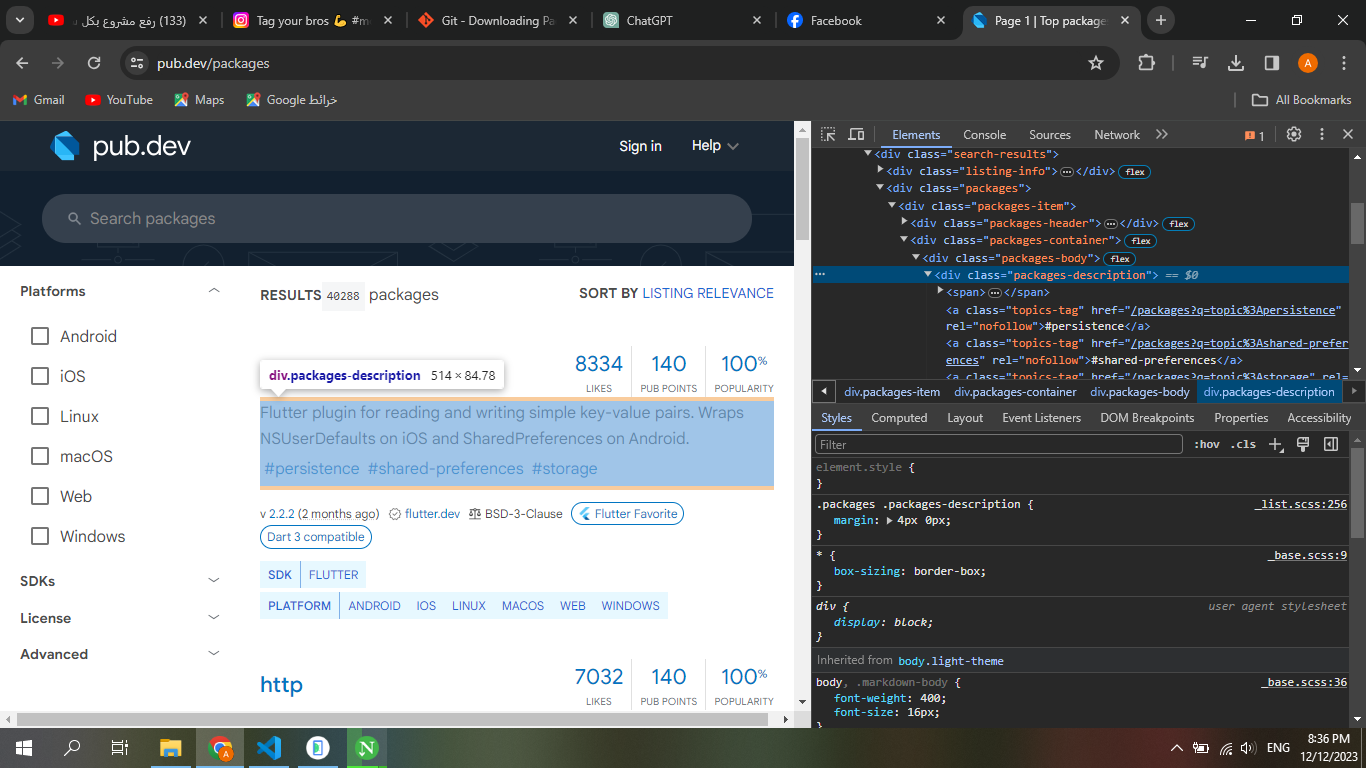 (133) رفع مشروع بكل
Tag your bros 💪 #me
Git - Downloading Pa
ChatGPT
Facebook
Page 1 | Top package
pub.dev/packages
A
Gmail
YouTube
Maps
خرائط Google
All Bookmarks
pub.dev
Sign in
Help
Search packages
Platforms
Android
iOS
Linux
macOS
Web
Windows
SDKs
License
Advanced
RESULTS 40288 packages
SORT BY LISTING RELEVANCE
8334 140 100%
LIKES PUB POINTS POPULARITY
div.packages-description 514 × 84.78
Flutter plugin for reading and writing simple key-value pairs. Wraps
NSUserDefaults on iOS and SharedPreferences on Android.
#persistence #shared-preferences #storage
v 2.2.2 (2 months ago) flutter.dev BSD-3-Clause Flutter Favorite
Dart 3 compatible
SDK FLUTTER
PLATFORM ANDROID IOS LINUX MACOS WEB WINDOWS
http
7032 140 100%
LIKES PUB POINTS POPULARITY
Elements Console Sources Network » 1
<div class="search-results">
<div class="listing-info">⋯</div> flex
<div class="packages">
<div class="packages-item">
<div class="packages-header">⋯</div> flex
<div class="packages-container"> flex
<div class="packages-body"> flex
⋯ <div class="packages-description"> == $0
<span>⋯</span>
<a class="topics-tag" href="/packages?q=topic%3Apersistence"
rel="nofollow">#persistence</a>
<a class="topics-tag" href="/packages?q=topic%3Ashared-prefer
ences" rel="nofollow">#shared-preferences</a>
<a class="topics-tag" href="/packages?q=topic%3Astorage" rel=
div.packages-item div.packages-container div.packages-body div.packages-description
Styles Computed Layout Event Listeners DOM Breakpoints Properties Accessibility
Filter
:hov .cls
element.style {
}
.packages .packages-description {
_list.scss:256
margin: 4px 0px;
}
* {
_base.scss:9
box-sizing: border-box;
}
div {
user agent stylesheet
display: block;
}
Inherited from body.light-theme
body, .markdown-body {
_base.scss:36
font-weight: 400;
font-size: 16px;
}
A
N
ENG
8:36 PM
12/12/2023